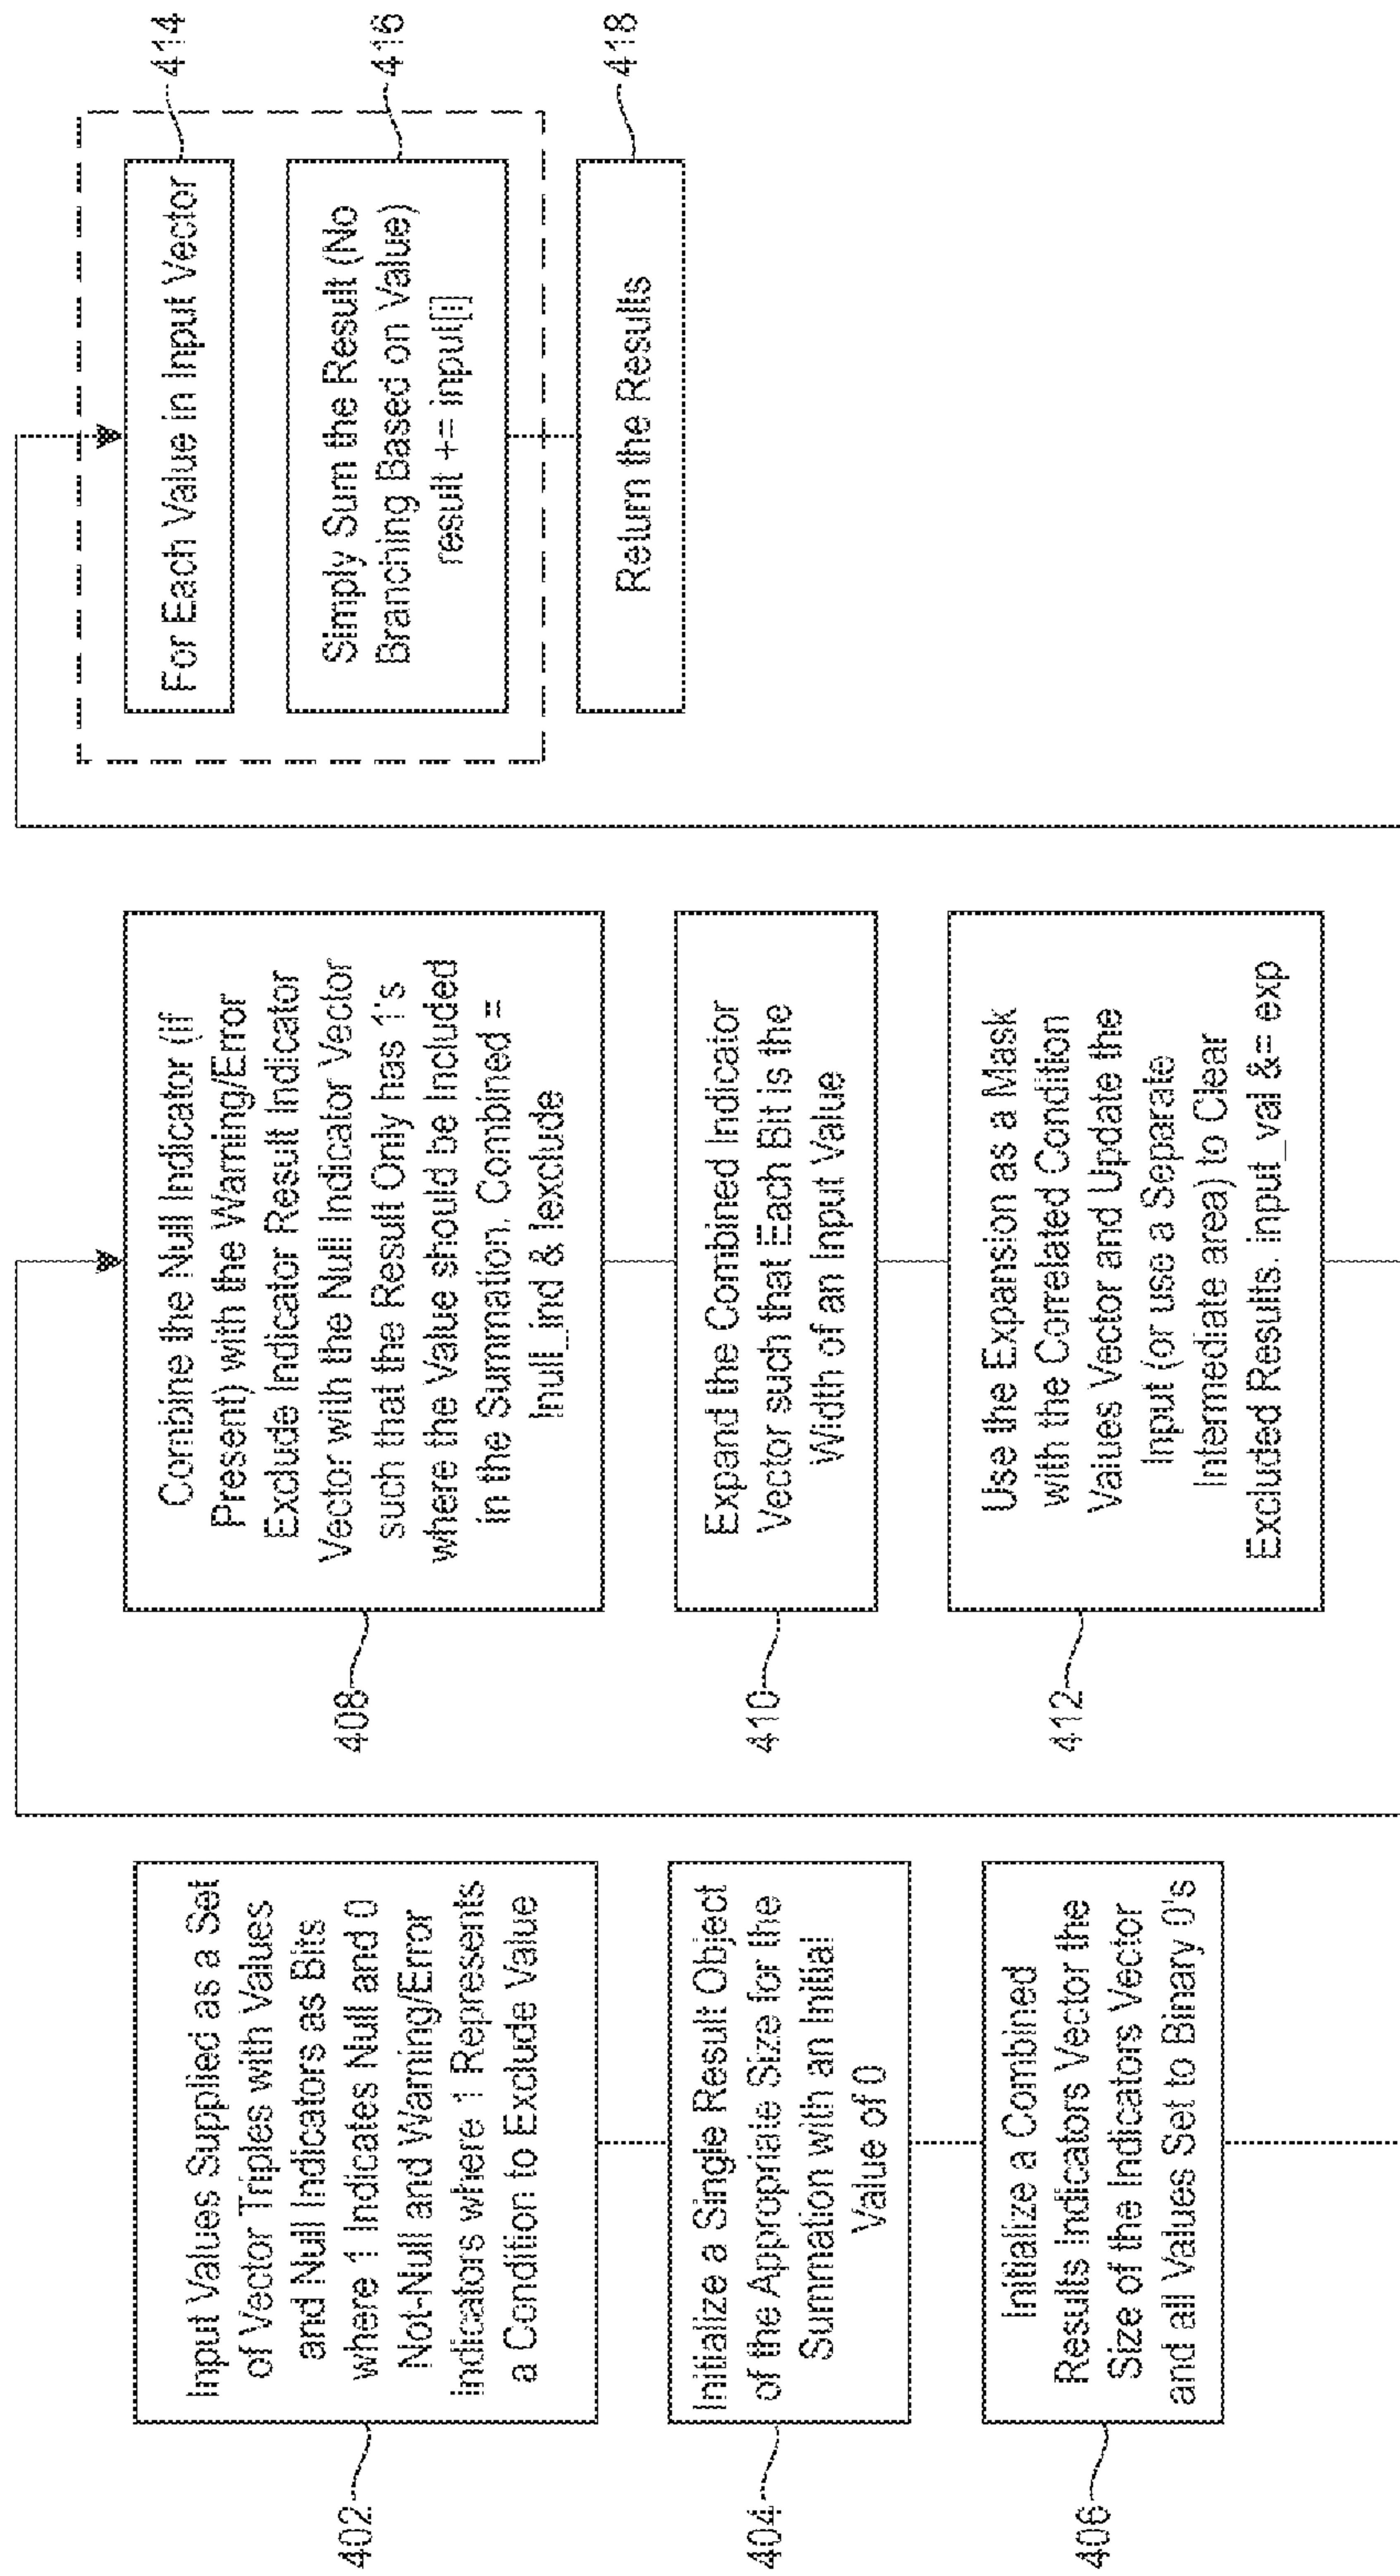 Input Values Supplied as a Set
of Vector Triples with Values
and Null Indicators as Bits
where 1 Indicates Null and 0
Not-Null and Warning/Error
Indicators where 1 Represents
a Condition to Exclude Value
402
Initialize a Single Result Object
of the Appropriate Size for the
Summation with an Initial
Value of 0
404
Initialize a Combined
Results Indicators Vector the
Size of the Indicators Vector
and all Values Set to Binary 0's
406
Combine the Null Indicator (if
Present) with the Warning/Error
Exclude Indicator Result Indicator
Vector with the Null Indicator Vector
such that the Result Only has 1's
where the Value should be Included
in the Summation. Combined =
!null_ind & !exclude
408
Expand the Combined Indicator
Vector such that Each Bit is the
Width of an Input Value
410
Use the Expansion as a Mask
with the Correlated Condition
Values Vector and Update the
Input (or use a Separate
Intermediate area) to Clear
Excluded Results. input_val &= exp
412
For Each Value in Input Vector
414
Simply Sum the Result (No
Branching Based on Value)
result += input[i]
416
Return the Results
418